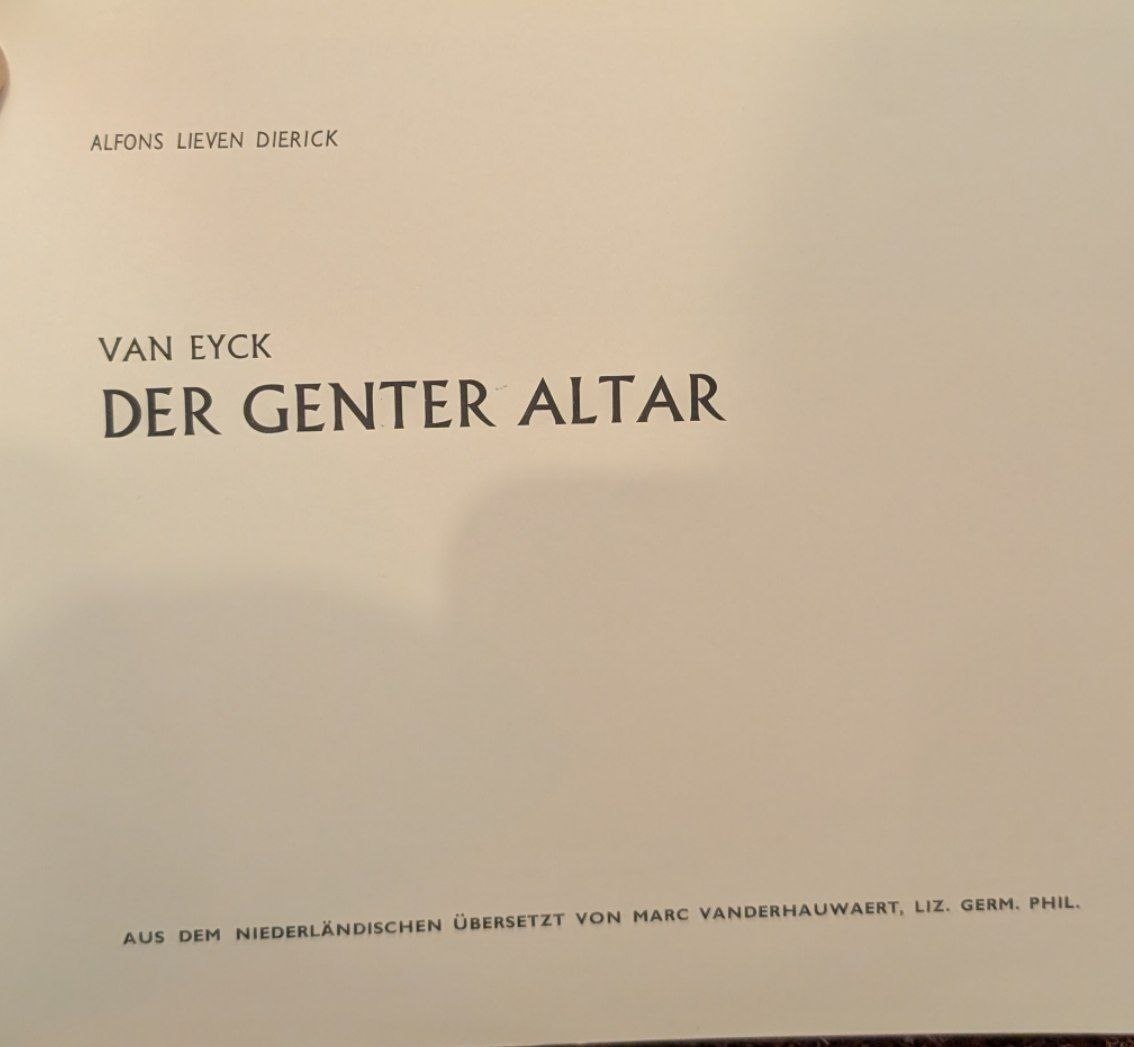 ALFONS LIEVEN DIERICK
VAN EYCK
DER GENTER ALTAR
AUS DEM NIEDERLÄNDISCHEN ÜBERSETZT VON MARC VANDERHAUWAERT, LIZ. GERM. PHIL.